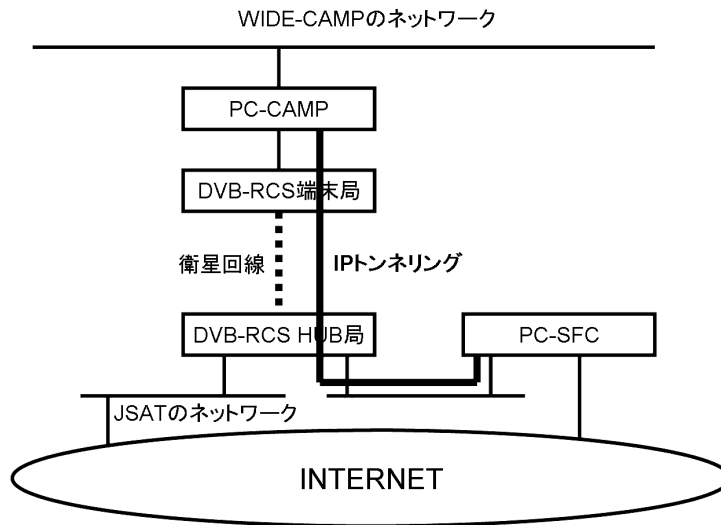 WIDE-CAMPのネットワーク
PC-CAMP
DVB-RCS端末局
衛星回線
IPトンネリング
DVB-RCS HUB局
PC-SFC
JSATのネットワーク
INTERNET